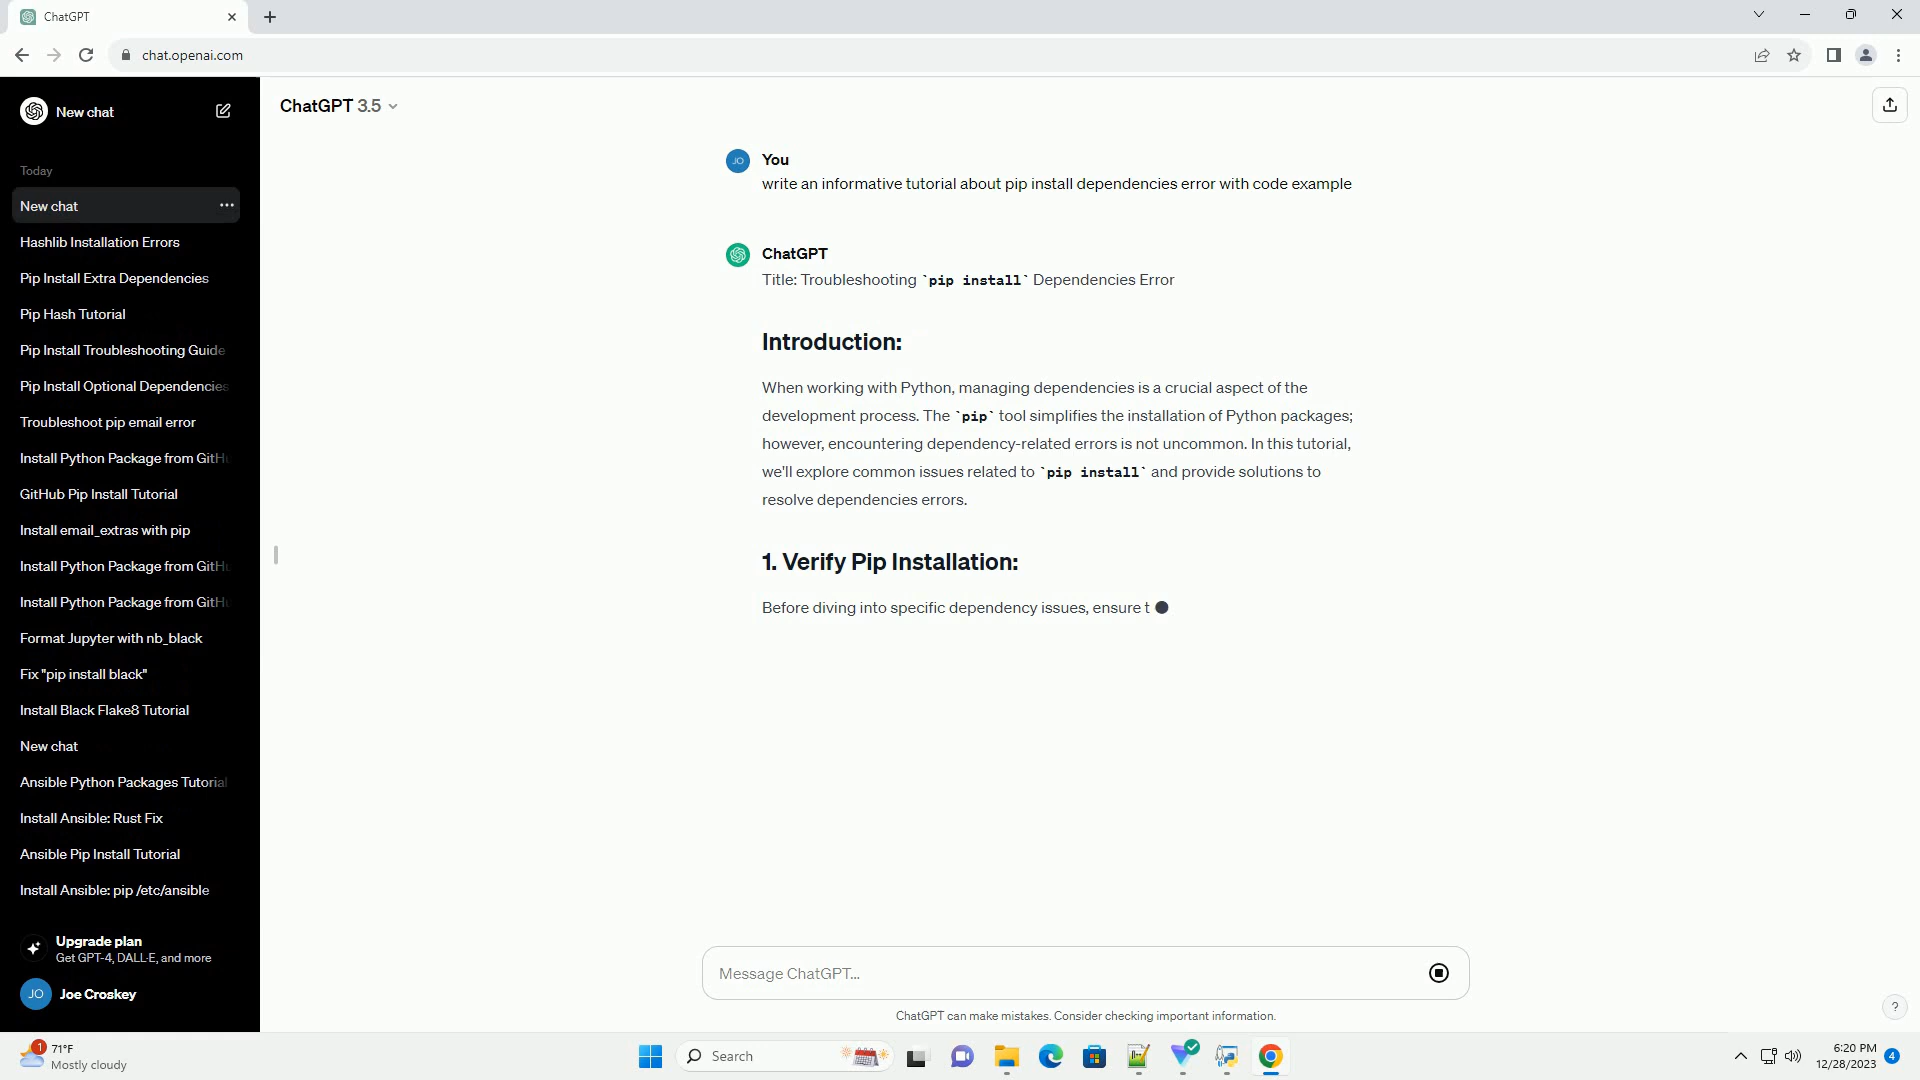 ChatGPT
chat.openai.com
New chat
Today
New chat
Hashlib Installation Errors
Pip Install Extra Dependencies
Pip Hash Tutorial
Pip Install Troubleshooting Guide
Pip Install Optional Dependencies
Troubleshoot pip email error
Install Python Package from GitHu
GitHub Pip Install Tutorial
Install email_extras with pip
Install Python Package from GitHu
Install Python Package from GitHu
Format Jupyter with nb_black
Fix "pip install black"
Install Black Flake8 Tutorial
New chat
Ansible Python Packages Tutorial
Install Ansible: Rust Fix
Ansible Pip Install Tutorial
Install Ansible: pip /etc/ansible
Upgrade plan
Get GPT-4, DALL·E, and more
JO
Joe Croskey
ChatGPT 3.5
JO
You
write an informative tutorial about pip install dependencies error with code example
ChatGPT
Title: Troubleshooting `pip install` Dependencies Error
Introduction:
When working with Python, managing dependencies is a crucial aspect of the
development process. The `pip` tool simplifies the installation of Python packages;
however, encountering dependency-related errors is not uncommon. In this tutorial,
we'll explore common issues related to `pip install` and provide solutions to
resolve dependencies errors.
1. Verify Pip Installation:
Before diving into specific dependency issues, ensure t
Message ChatGPT...
ChatGPT can make mistakes. Consider checking important information.
?
1
71°F
Mostly cloudy
Search
6:20 PM
12/28/2023
4